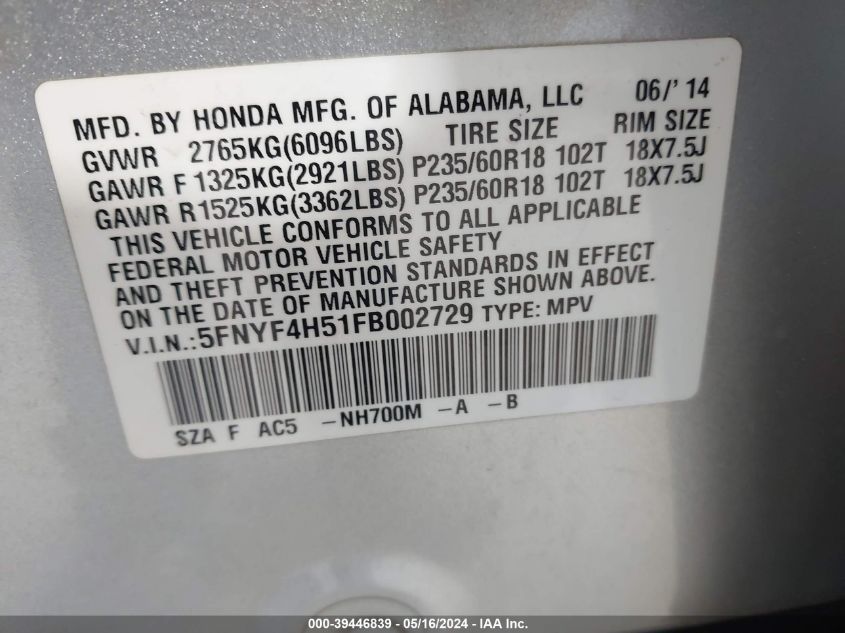 MFD. BY HONDA MFG. OF ALABAMA, LLC 06/'14
GVWR 2765KG(6096LBS) TIRE SIZE RIM SIZE
GAWR F 1325KG(2921LBS) P235/60R18 102T 18X7.5J
GAWR R 1525KG(3362LBS) P235/60R18 102T 18X7.5J
THIS VEHICLE CONFORMS TO ALL APPLICABLE
FEDERAL MOTOR VEHICLE SAFETY
AND THEFT PREVENTION STANDARDS IN EFFECT
ON THE DATE OF MANUFACTURE SHOWN ABOVE.
V.I.N.:5FNYF4H51FB002729 TYPE: MPV
SZA F AC5 -NH700M -A -B
000-39446839 - 05/16/2024 - IAA Inc.